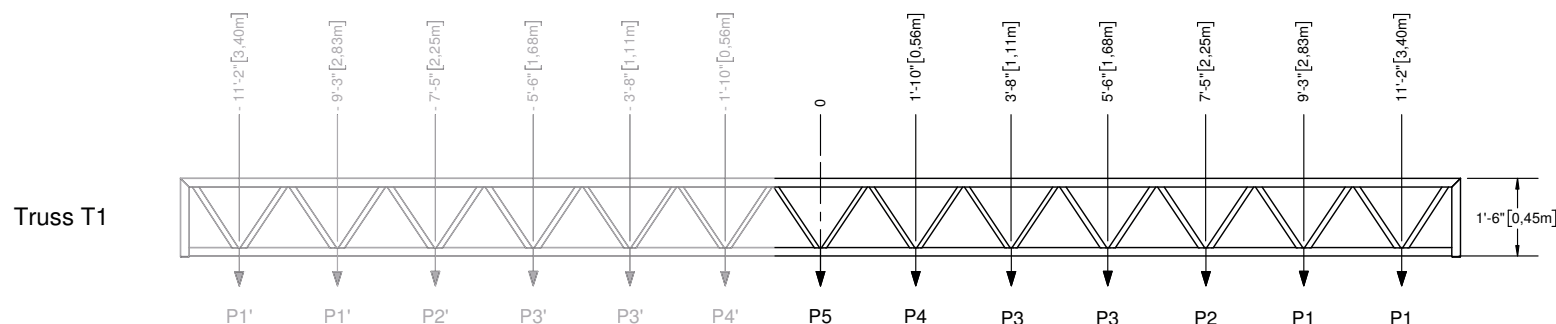 - 11'-2" [3,40m]
- 9'-3" [2,83m]
- 7'-5" [2,25m]
- 5'-6" [1,68m]
- 3'-8" [1,11m]
- 1'-10" [0,56m]
0
1'-10" [0,56m]
3'-8" [1,11m]
5'-6" [1,68m]
7'-5" [2,25m]
9'-3" [2,83m]
11'-2" [3,40m]
Truss T1
1'-6" [0,45m]
P1'
P1'
P2'
P3'
P3'
P4'
P5
P4
P3
P3
P2
P1
P1